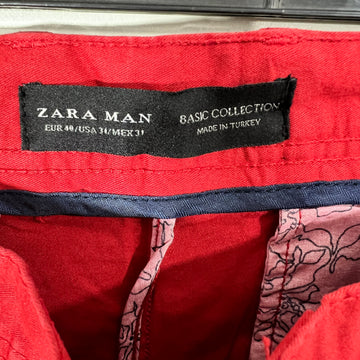 ZARA MAN
EUR 40/USA 31/MEX 31
BASIC COLLECTION
MADE IN TURKEY